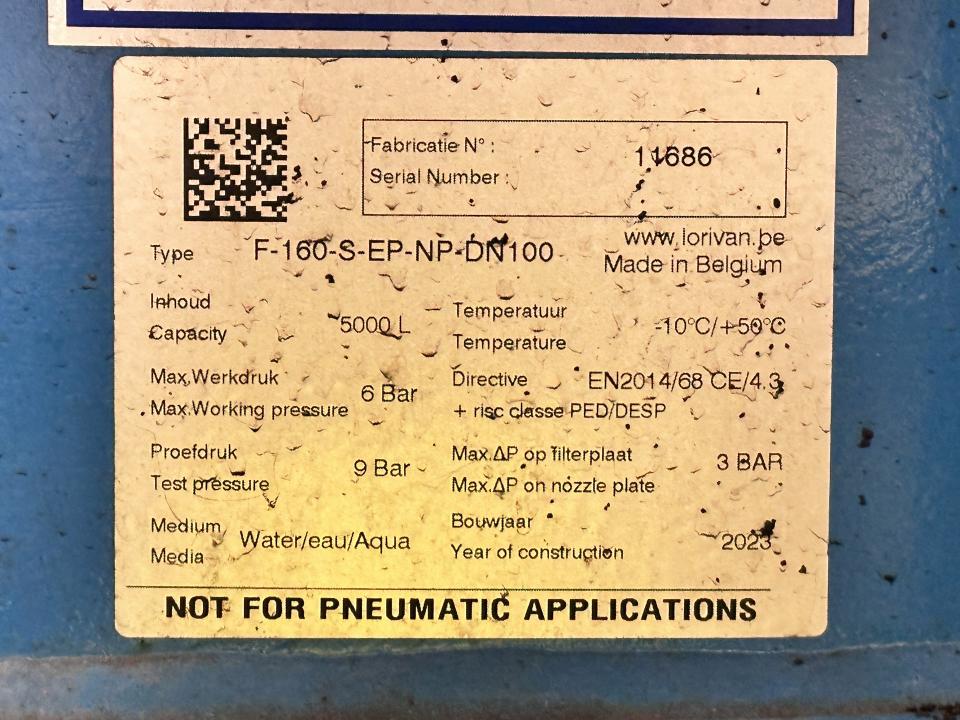 Fabricatie N° :
Serial Number :
11686
www.lorivan.be
Made in Belgium
Type F-160-S-EP-NP-DN100
Inhoud
Capacity
5000 L
Temperatuur
Temperature
-10°C/+50°C
Max.Werkdruk
Max.Working pressure
6 Bar
Directive EN2014/68 CE/4.3
+ risc classe PED/DESP
Proefdruk
Test pressure
9 Bar
Max.ΔP op filterplaat
Max.ΔP on nozzle plate
3 BAR
Medium
Media
Water/eau/Aqua
Bouwjaar
Year of construction
2023
NOT FOR PNEUMATIC APPLICATIONS